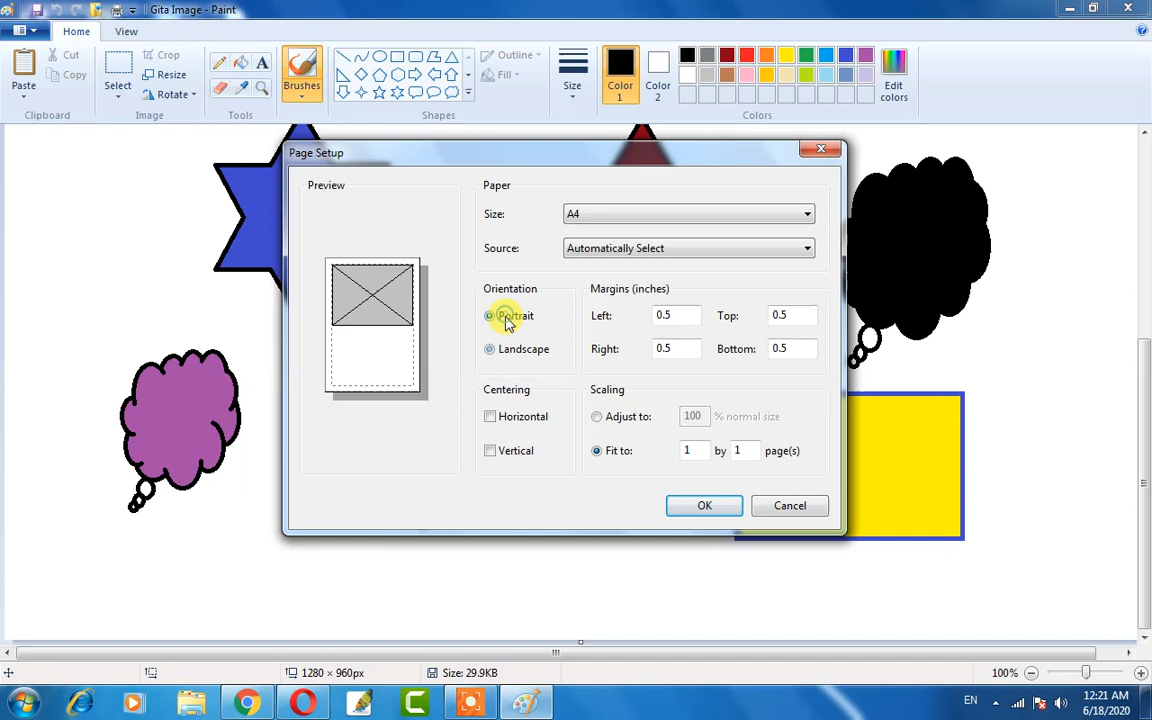 Gita Image - Paint
Home View
Cut
Copy
Paste
Clipboard
Select
Crop
Resize
Rotate
Image
A
Tools
Brushes
Outline
Fill
Shapes
Size
Color 1
Color 2
Edit colors
Colors
Page Setup
Preview
Paper
Size: A4
Source: Automatically Select
Orientation
Portrait
Landscape
Margins (inches)
Left: 0.5 Top: 0.5
Right: 0.5 Bottom: 0.5
Centering
Horizontal
Vertical
Scaling
Adjust to: 100 % normal size
Fit to: 1 by 1 page(s)
OK Cancel
1280 × 960px Size: 29.9KB 100%
EN 12:21 AM
6/18/2020